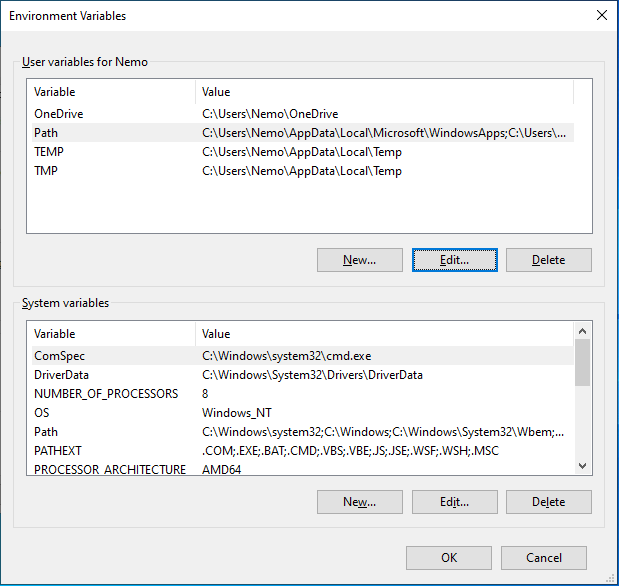 Environment Variables
User variables for Nemo
Variable Value
OneDrive C:\Users\Nemo\OneDrive
Path C:\Users\Nemo\AppData\Local\Microsoft\WindowsApps;C:\Users\...
TEMP C:\Users\Nemo\AppData\Local\Temp
TMP C:\Users\Nemo\AppData\Local\Temp
New... Edit... Delete
System variables
Variable Value
ComSpec C:\Windows\system32\cmd.exe
DriverData C:\Windows\System32\Drivers\DriverData
NUMBER_OF_PROCESSORS 8
OS Windows_NT
Path C:\Windows\system32;C:\Windows;C:\Windows\System32\Wbem;...
PATHEXT .COM;.EXE;.BAT;.CMD;.VBS;.VBE;.JS;.JSE;.WSF;.WSH;.MSC
PROCESSOR_ARCHITECTURE AMD64
New... Edit... Delete
OK Cancel